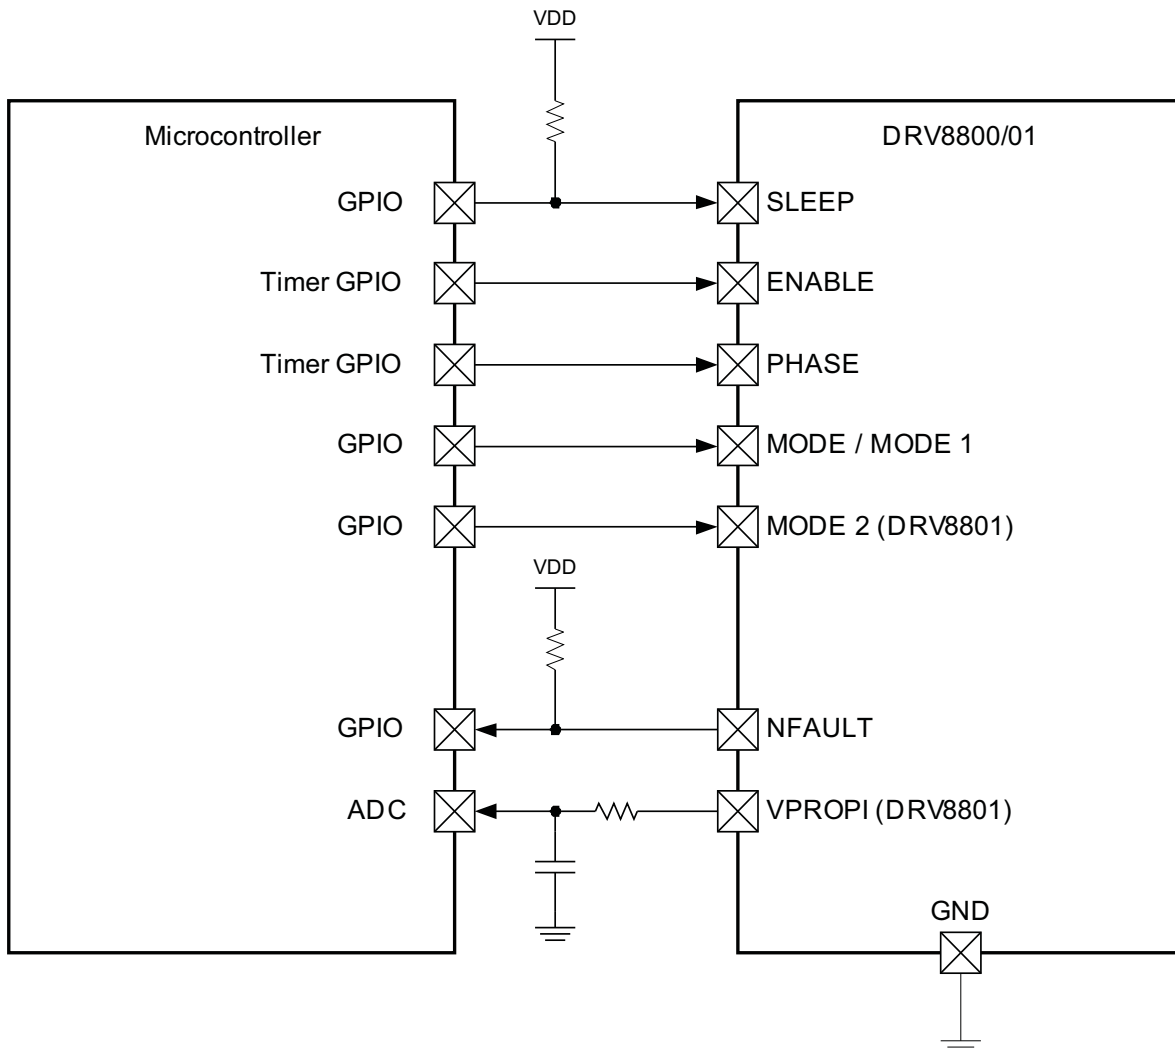 VDD
Microcontroller
DRV8800/01
GPIO
SLEEP
Timer GPIO
ENABLE
Timer GPIO
PHASE
GPIO
MODE / MODE 1
GPIO
MODE 2 (DRV8801)
VDD
GPIO
NFAULT
ADC
VPROPI (DRV8801)
GND